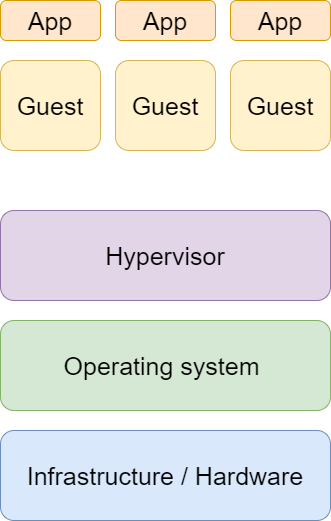 App App App
Guest Guest Guest
Hypervisor
Operating system
Infrastructure / Hardware